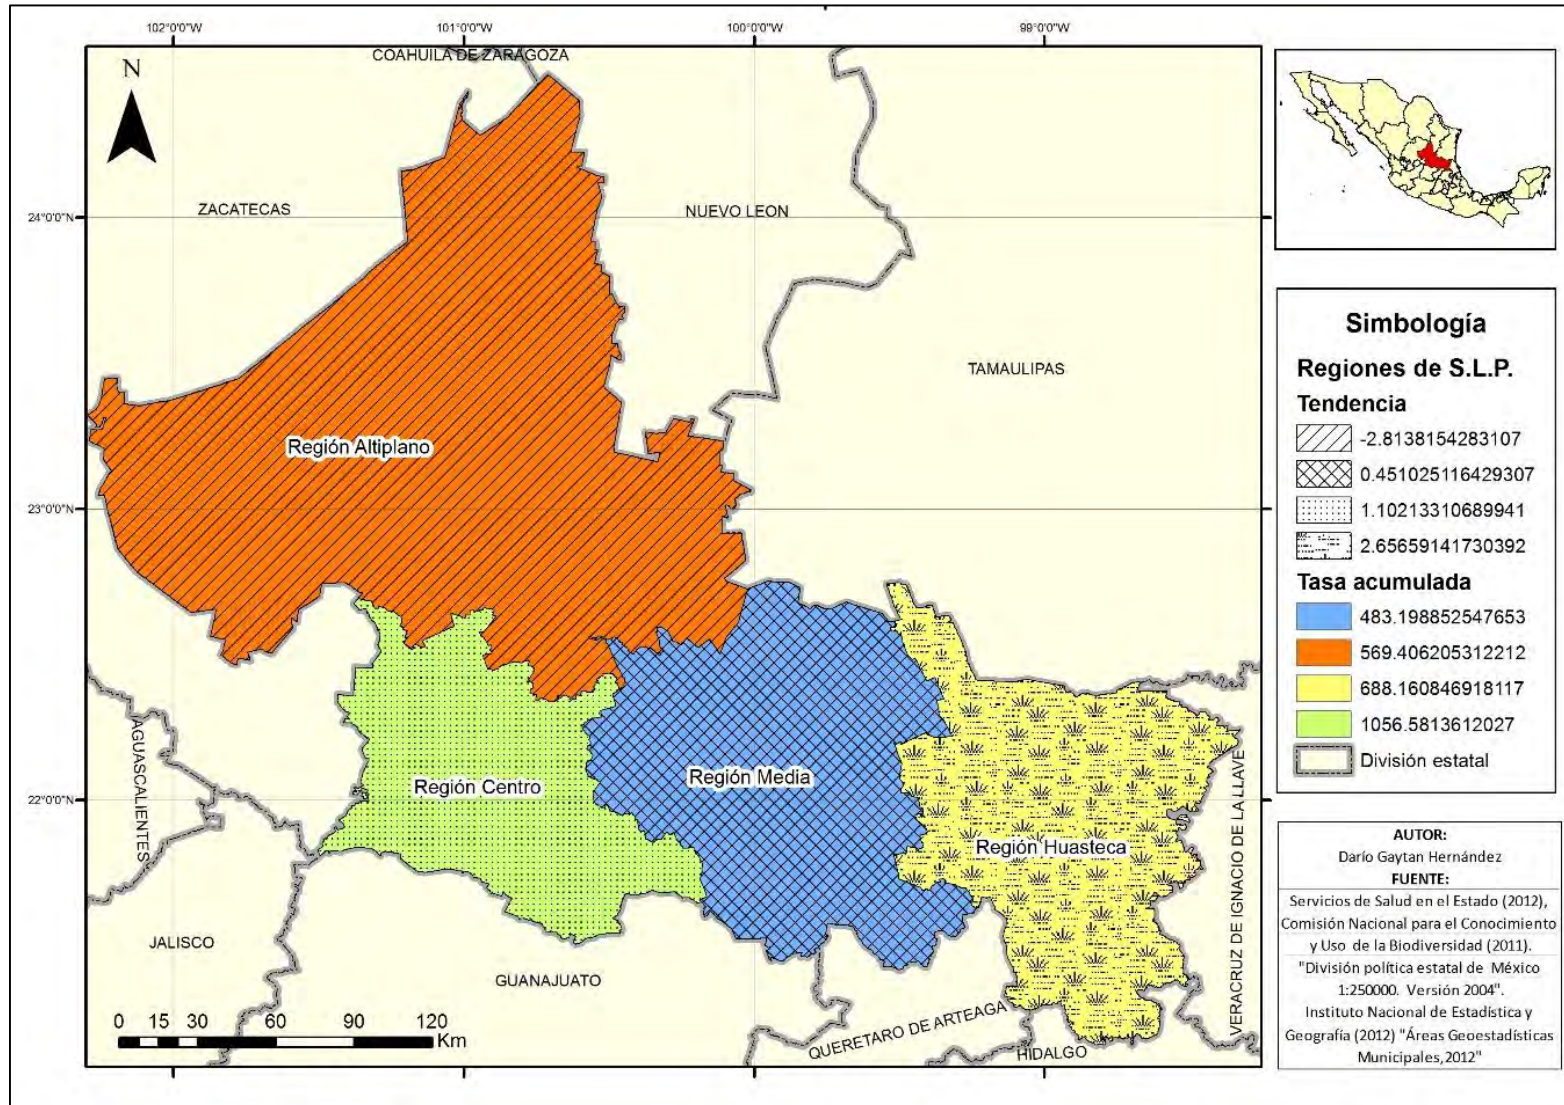 102°0'0"W
101°0'0"W
100°0'0"W
99°0'0"W
COAHUILA DE ZARAGOZA
N
ZACATECAS
24°0'0"N
NUEVO LEON
TAMAULIPAS
Región Altiplano
23°0'0"N
Región Centro
Región Media
22°0'0"N
Región Huasteca
AGUASCALIENTES
JALISCO
GUANAJUATO
QUERETARO DE ARTEAGA
HIDALGO
VERACRUZ DE IGNACIO DE LA LLAVE
0 15 30 60 90 120
Km
Simbología
Regiones de S.L.P.
Tendencia
-2.8138154283107
0.451025116429307
1.10213310689941
2.65659141730392
Tasa acumulada
483.198852547653
569.406205312212
688.160846918117
1056.5813612027
División estatal
AUTOR:
Darío Gaytan Hernández
FUENTE:
Servicios de Salud en el Estado (2012),
Comisión Nacional para el Conocimiento
y Uso de la Biodiversidad (2011).
"División política estatal de México
1:250000. Versión 2004".
Instituto Nacional de Estadística y
Geografía (2012) "Áreas Geoestadísticas
Municipales,2012"